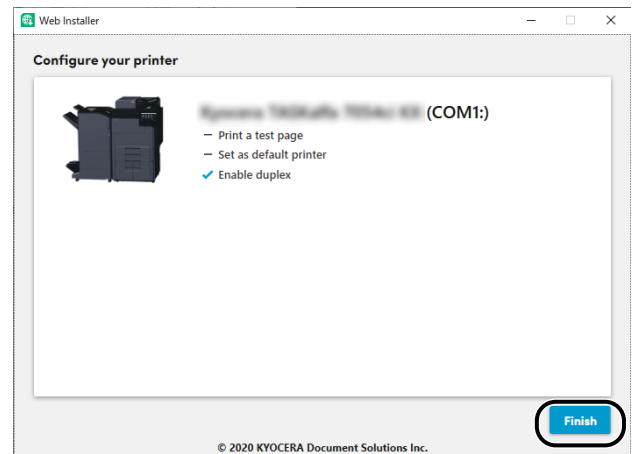 Web Installer
Configure your printer
(COM1:)
– Print a test page
– Set as default printer
✓ Enable duplex
Finish
© 2020 KYOCERA Document Solutions Inc.